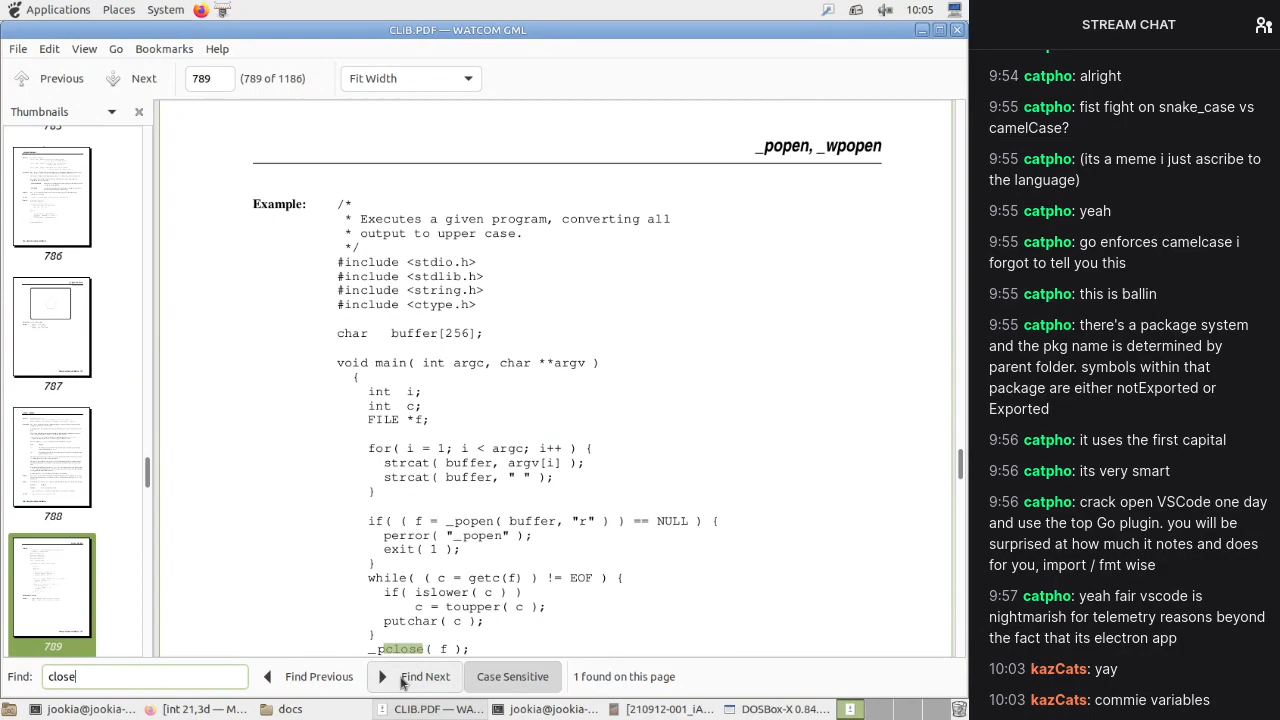 Applications Places System 10:05
CLIB.PDF — WATCOM GML
File Edit View Go Bookmarks Help
Previous Next 789 (789 of 1186) Fit Width
Thumbnails
785
786
787
788
789
_popen, _wpopen
Example: /*
* Executes a given program, converting all
* output to upper case.
*/
#include <stdio.h>
#include <stdlib.h>
#include <string.h>
#include <ctype.h>
char buffer[256];
void main( int argc, char **argv )
{
int i;
int c;
FILE *f;
for( i = 1; i < argc; i++ ) {
strcat( buffer, argv[i] );
strcat( buffer, " " );
}
if( ( f = _popen( buffer, "r" ) ) == NULL ) {
perror( "_popen" );
exit( 1 );
}
while( ( c = getc(f) ) != EOF ) {
if( islower( c ) )
c = toupper( c );
putchar( c );
}
_pclose( f );
Find: close Find Previous Find Next Case Sensitive 1 found on this page
jookia@jookia-... [int 21,3d) — M... docs CLIB.PDF — WA... jookia@jookia-... [210912-001_iA... DOSBox-X 0.84....
STREAM CHAT
9:54 catpho: alright
9:55 catpho: fist fight on snake_case vs
camelCase?
9:55 catpho: (its a meme i just ascribe to
the language)
9:55 catpho: yeah
9:55 catpho: go enforces camelcase i
forgot to tell you this
9:55 catpho: this is ballin
9:55 catpho: there's a package system
and the pkg name is determined by
parent folder. symbols within that
package are either notExported or
Exported
9:56 catpho: it uses the first capital
9:56 catpho: its very smart
9:56 catpho: crack open VSCode one day
and use the top Go plugin. you will be
surprised at how much it notes and does
for you, import / fmt wise
9:57 catpho: yeah fair vscode is
nightmarish for telemetry reasons beyond
the fact that its electron app
10:03 kazCats: yay
10:03 kazCats: commie variables